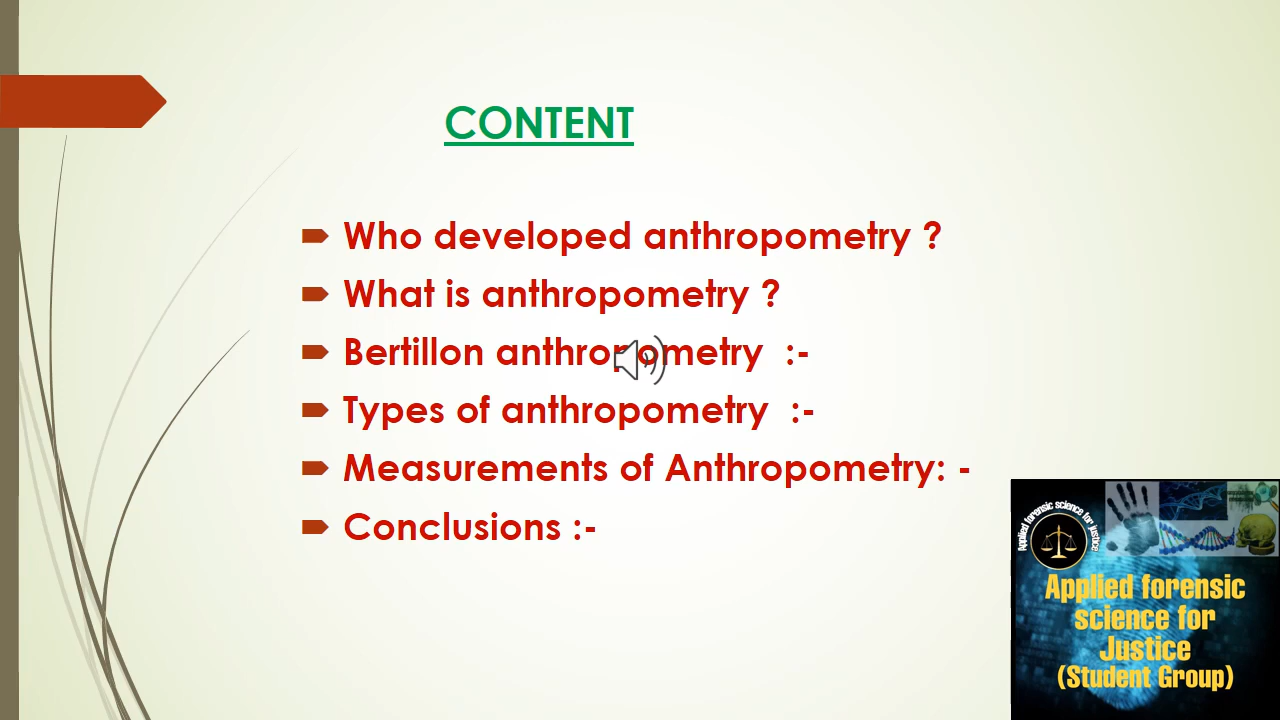 CONTENT
Who developed anthropometry ?
What is anthropometry ?
Bertillon anthropometry :-
Types of anthropometry :-
Measurements of Anthropometry: -
Conclusions :-
Applied forensic science for justice
Applied forensic
science for
Justice
(Student Group)